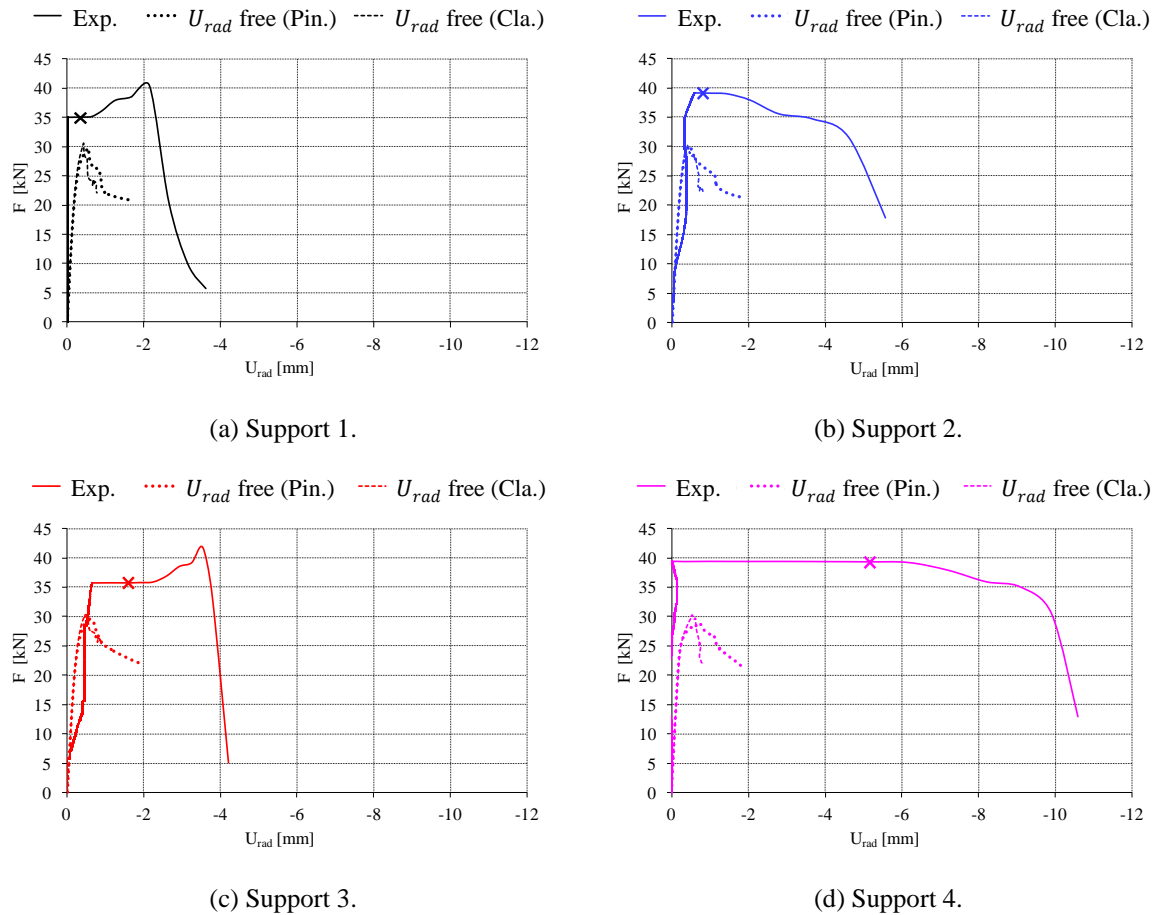 Exp. U_rad free (Pin.) U_rad free (Cla.)
Exp. U_rad free (Pin.) U_rad free (Cla.)
45
40
35
30
25
20
15
10
5
0
F [kN]
0 -2 -4 -6 -8 -10 -12
U_rad [mm]
45
40
35
30
25
20
15
10
5
0
F [kN]
0 -2 -4 -6 -8 -10 -12
U_rad [mm]
(a) Support 1.
(b) Support 2.
Exp. U_rad free (Pin.) U_rad free (Cla.)
Exp. U_rad free (Pin.) U_rad free (Cla.)
45
40
35
30
25
20
15
10
5
0
F [kN]
0 -2 -4 -6 -8 -10 -12
U_rad [mm]
45
40
35
30
25
20
15
10
5
0
F [kN]
0 -2 -4 -6 -8 -10 -12
U_rad [mm]
(c) Support 3.
(d) Support 4.